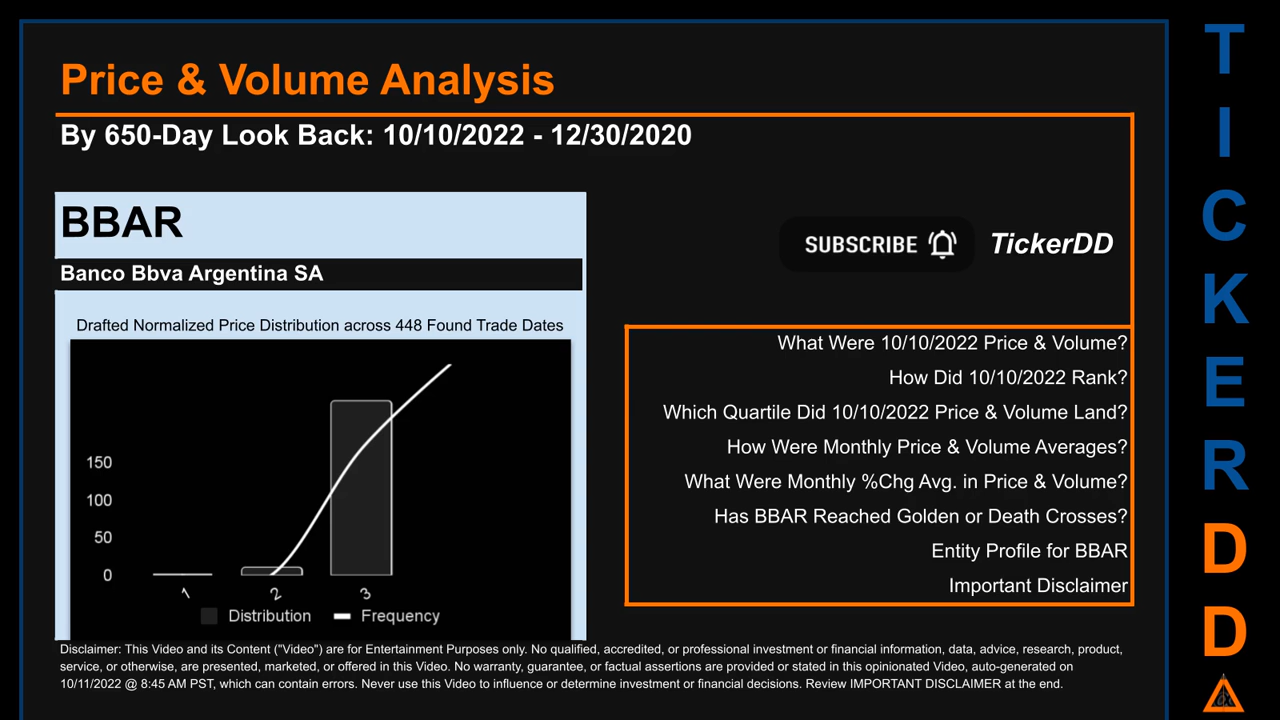 Price & Volume Analysis
By 650-Day Look Back: 10/10/2022 - 12/30/2020
BBAR
Banco Bbva Argentina SA
Drafted Normalized Price Distribution across 448 Found Trade Dates
150
100
50
0
1
2
3
Distribution
Frequency
SUBSCRIBE
TickerDD
What Were 10/10/2022 Price & Volume?
How Did 10/10/2022 Rank?
Which Quartile Did 10/10/2022 Price & Volume Land?
How Were Monthly Price & Volume Averages?
What Were Monthly %Chg Avg. in Price & Volume?
Has BBAR Reached Golden or Death Crosses?
Entity Profile for BBAR
Important Disclaimer
Disclaimer: This Video and its Content ("Video") are for Entertainment Purposes only. No qualified, accredited, or professional investment or financial information, data, advice, research, product,
service, or otherwise, are presented, marketed, or offered in this Video. No warranty, guarantee, or factual assertions are provided or stated in this opinionated Video, auto-generated on
10/11/2022 @ 8:45 AM PST, which can contain errors. Never use this Video to influence or determine investment or financial decisions. Review IMPORTANT DISCLAIMER at the end.
T
I
C
K
E
R
D
D